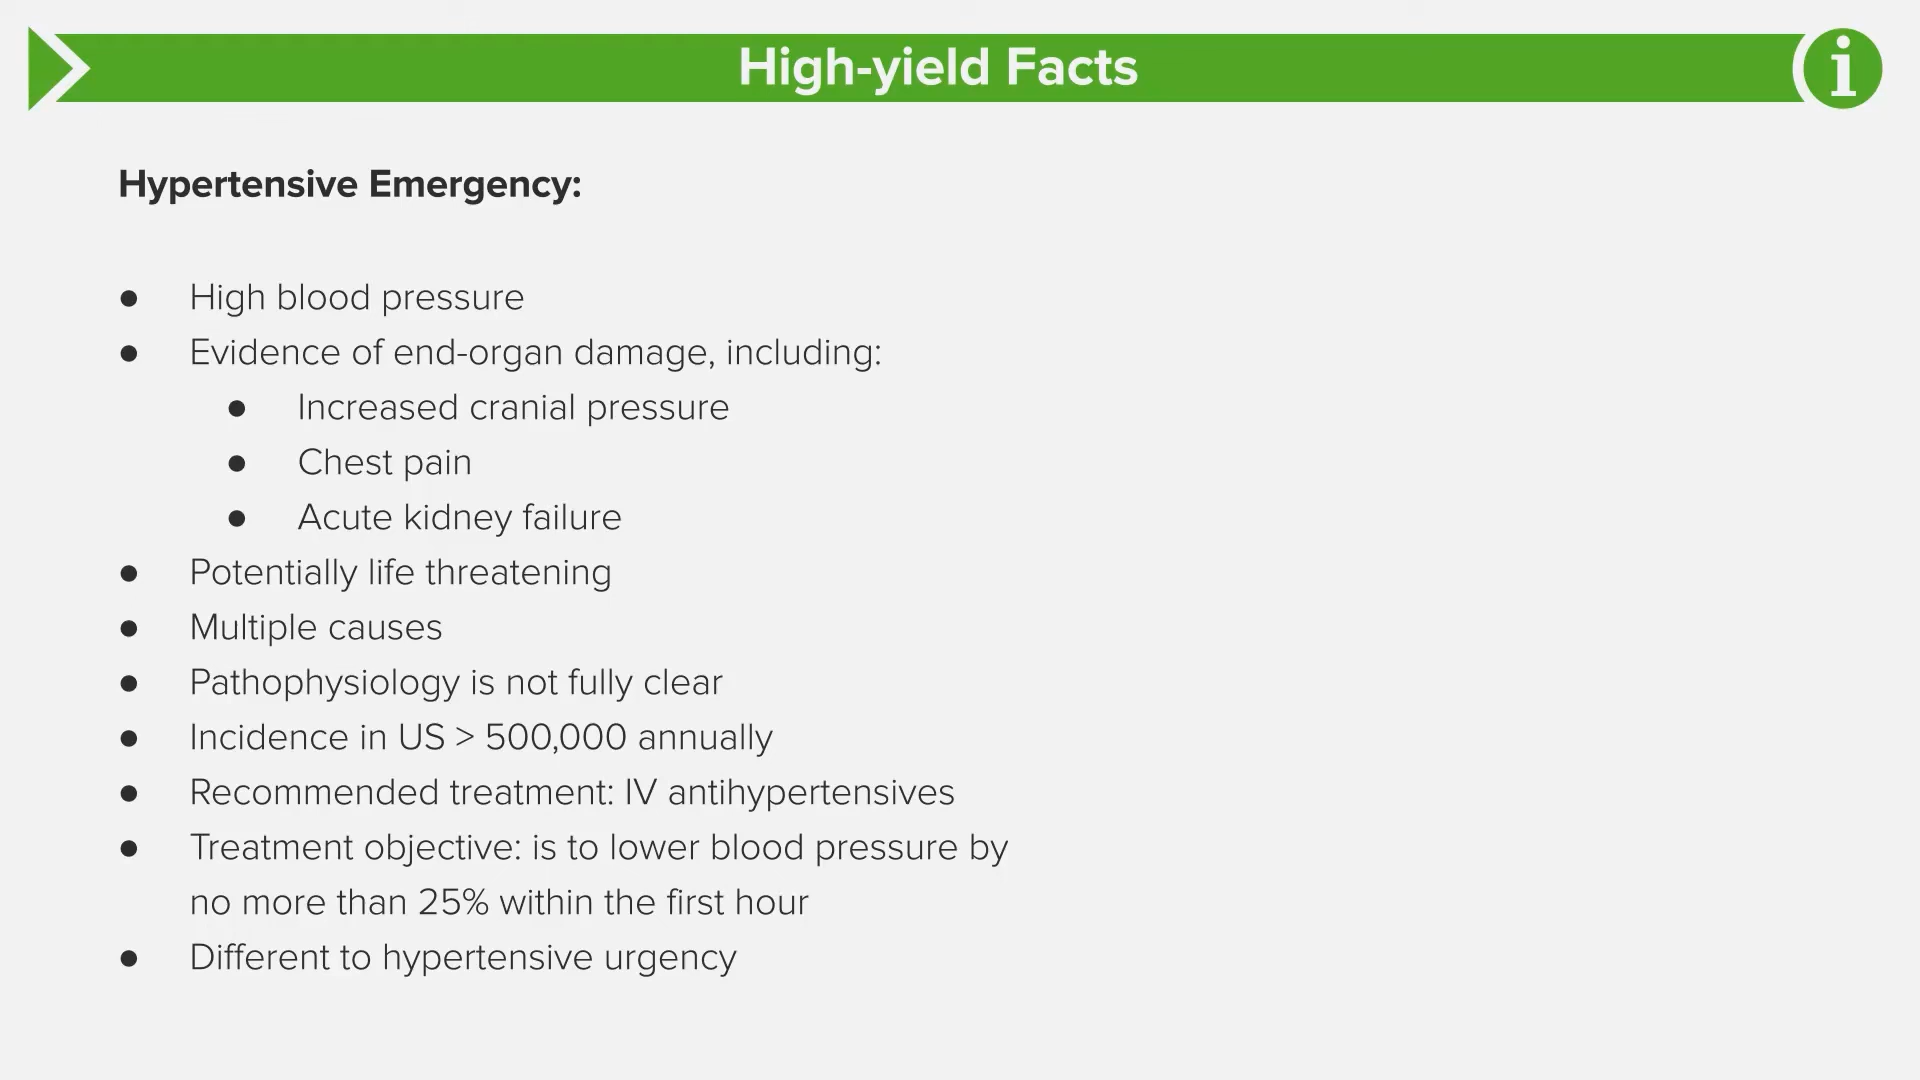 High-yield Facts
i
Hypertensive Emergency:
● High blood pressure
● Evidence of end-organ damage, including:
● Increased cranial pressure
● Chest pain
● Acute kidney failure
● Potentially life threatening
● Multiple causes
● Pathophysiology is not fully clear
● Incidence in US > 500,000 annually
● Recommended treatment: IV antihypertensives
● Treatment objective: is to lower blood pressure by
no more than 25% within the first hour
● Different to hypertensive urgency